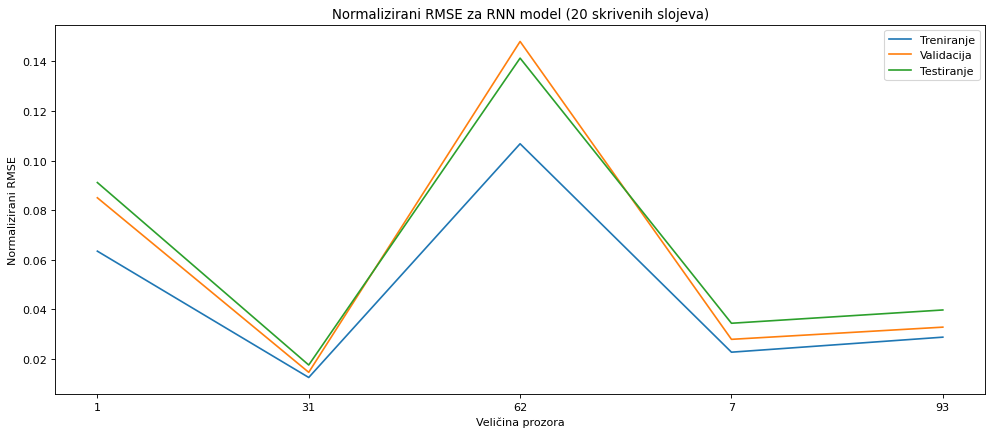 Normalizirani RMSE za RNN model (20 skrivenih slojeva)
Treniranje
Validacija
Testiranje
Normalizirani RMSE
0.14
0.12
0.10
0.08
0.06
0.04
0.02
1 31 62 7 93
Veličina prozora